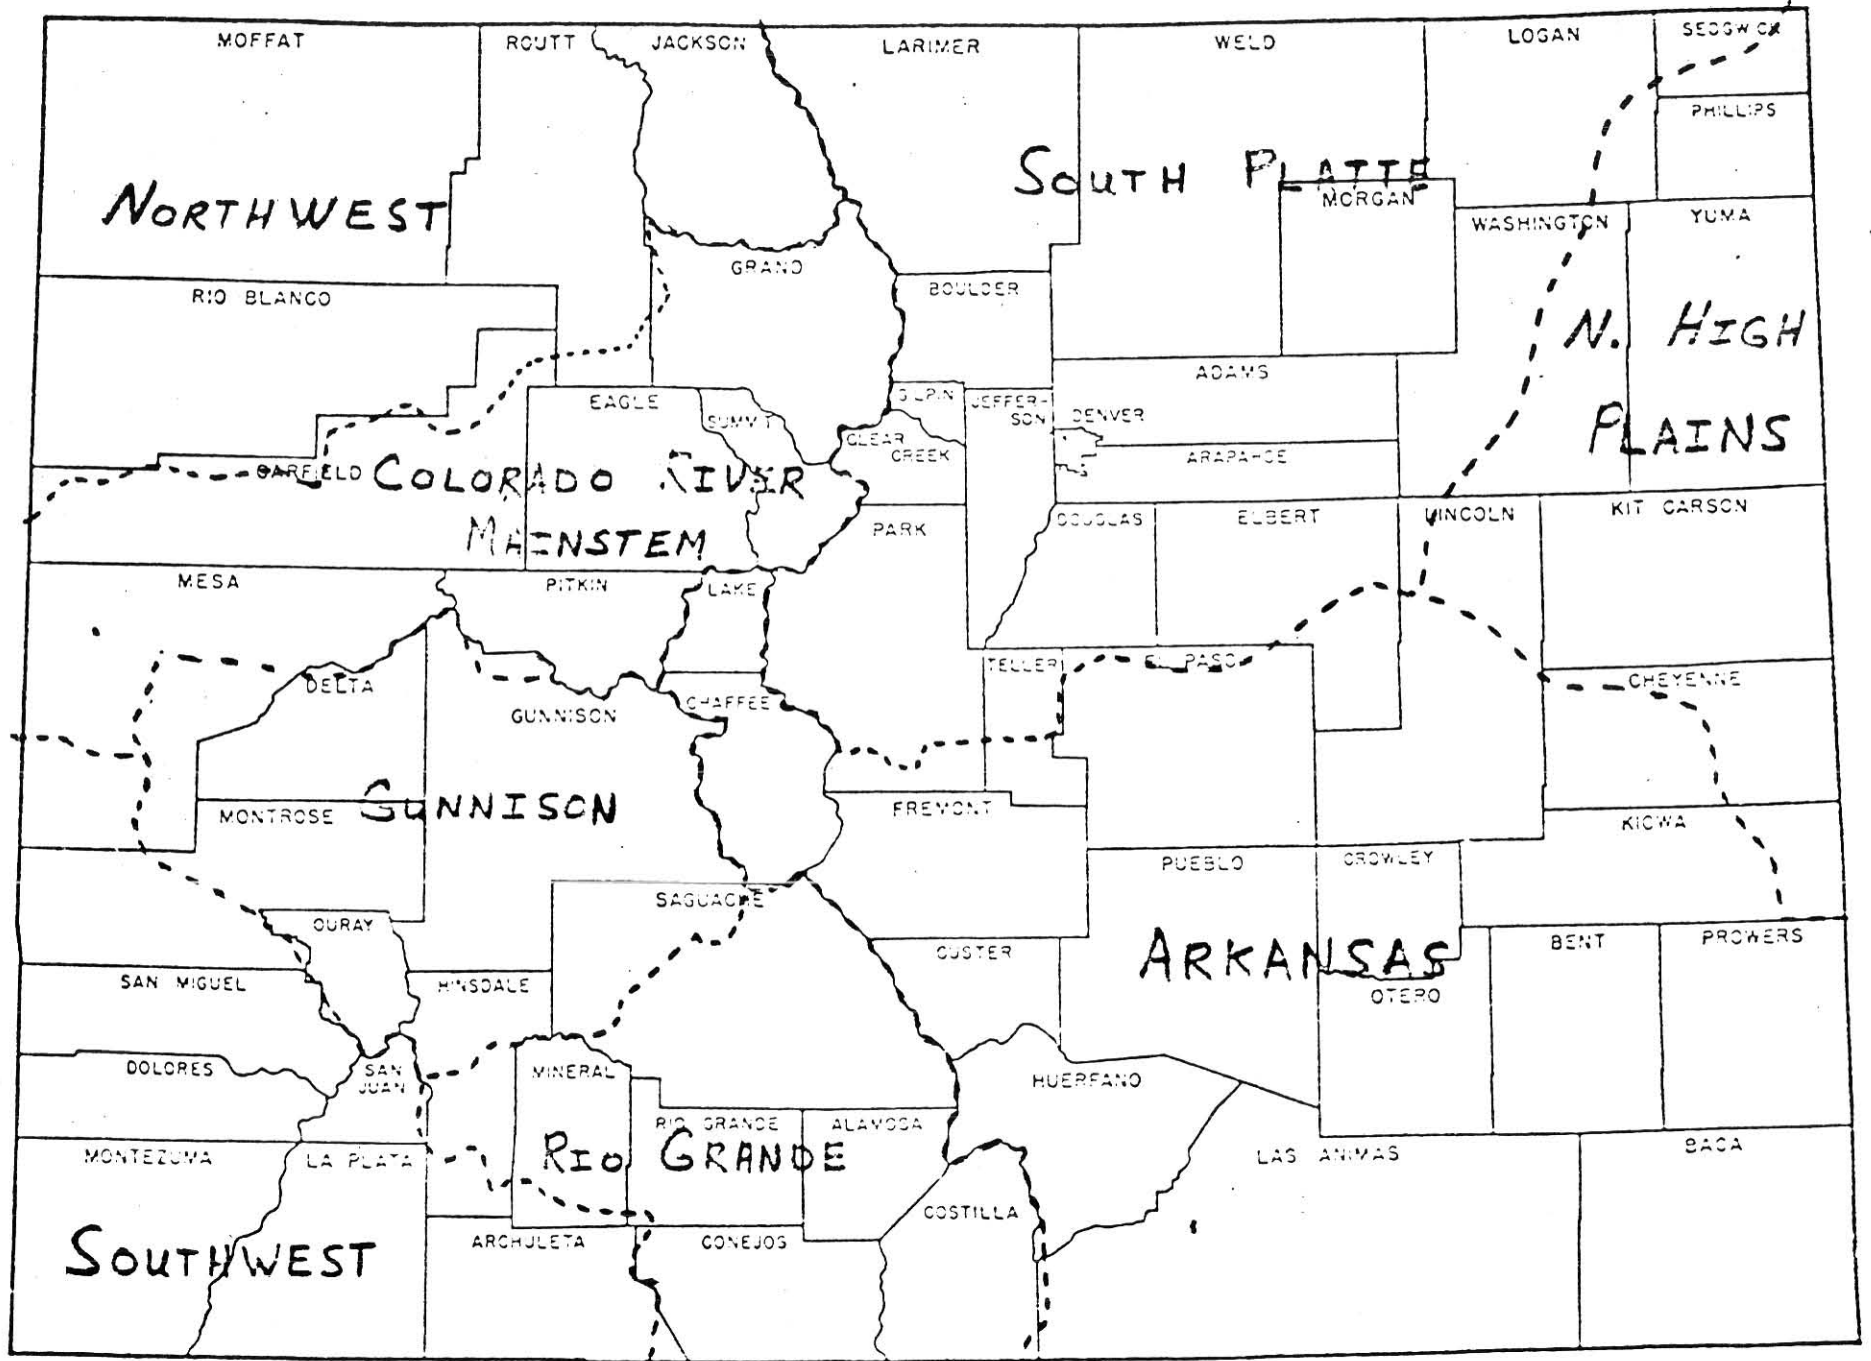 MOFFAT
ROUTT
JACKSON
LARIMER
WELD
LOGAN
SEDGWICK
PHILLIPS
SOUTH PLATTE
MORGAN
NORTHWEST
WASHINGTON
YUMA
GRAND
BOULDER
RIO BLANCO
N. HIGH
PLAINS
ADAMS
EAGLE
SUMMIT
GILPIN
JEFFER-
SON
DENVER
CLEAR
CREEK
ARAPAHOE
GARFIELD
COLORADO RIVER
MAINSTEM
PARK
DOUGLAS
ELBERT
LINCOLN
KIT CARSON
MESA
PITKIN
LAKE
TELLER
EL PASO
CHEYENNE
DELTA
GUNNISON
CHAFFEE
MONTROSE
GUNNISON
FREMONT
KIOWA
PUEBLO
CROWLEY
SAGUACHE
OURAY
CUSTER
ARKANSAS
BENT
PROWERS
SAN MIGUEL
HINSDALE
OTERO
DOLORES
SAN
JUAN
MINERAL
HUERFANO
RIO GRANDE
ALAMOSA
MONTEZUMA
LA PLATA
RIO GRANDE
LAS ANIMAS
BACA
COSTILLA
SOUTHWEST
ARCHULETA
CONEJOS